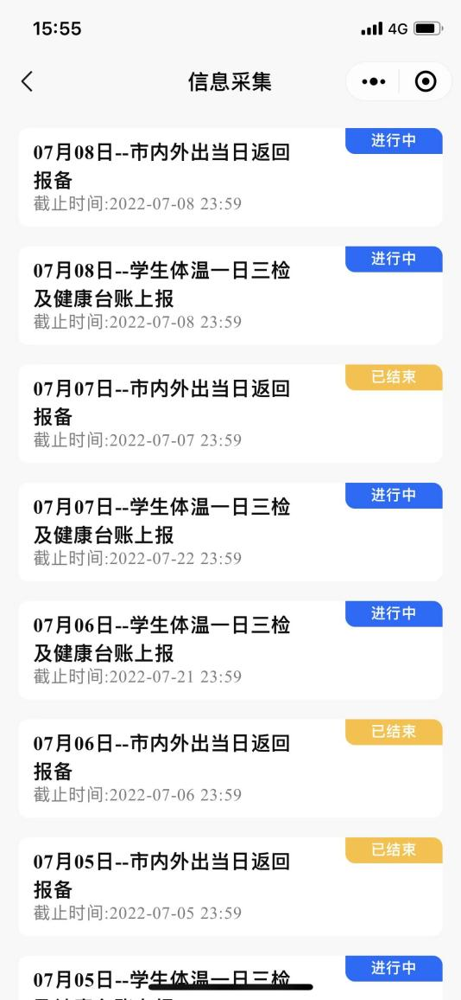 15:55
4G
信息采集
进行中
07月08日--市内外出当日返回
报备
截止时间:2022-07-08 23:59
进行中
07月08日--学生体温一日三检
及健康台账上报
截止时间:2022-07-08 23:59
已结束
07月07日--市内外出当日返回
报备
截止时间:2022-07-07 23:59
进行中
07月07日--学生体温一日三检
及健康台账上报
截止时间:2022-07-22 23:59
进行中
07月06日--学生体温一日三检
及健康台账上报
截止时间:2022-07-21 23:59
已结束
07月06日--市内外出当日返回
报备
截止时间:2022-07-06 23:59
已结束
07月05日--市内外出当日返回
报备
截止时间:2022-07-05 23:59
进行中
07月05日--学生体温一日三检